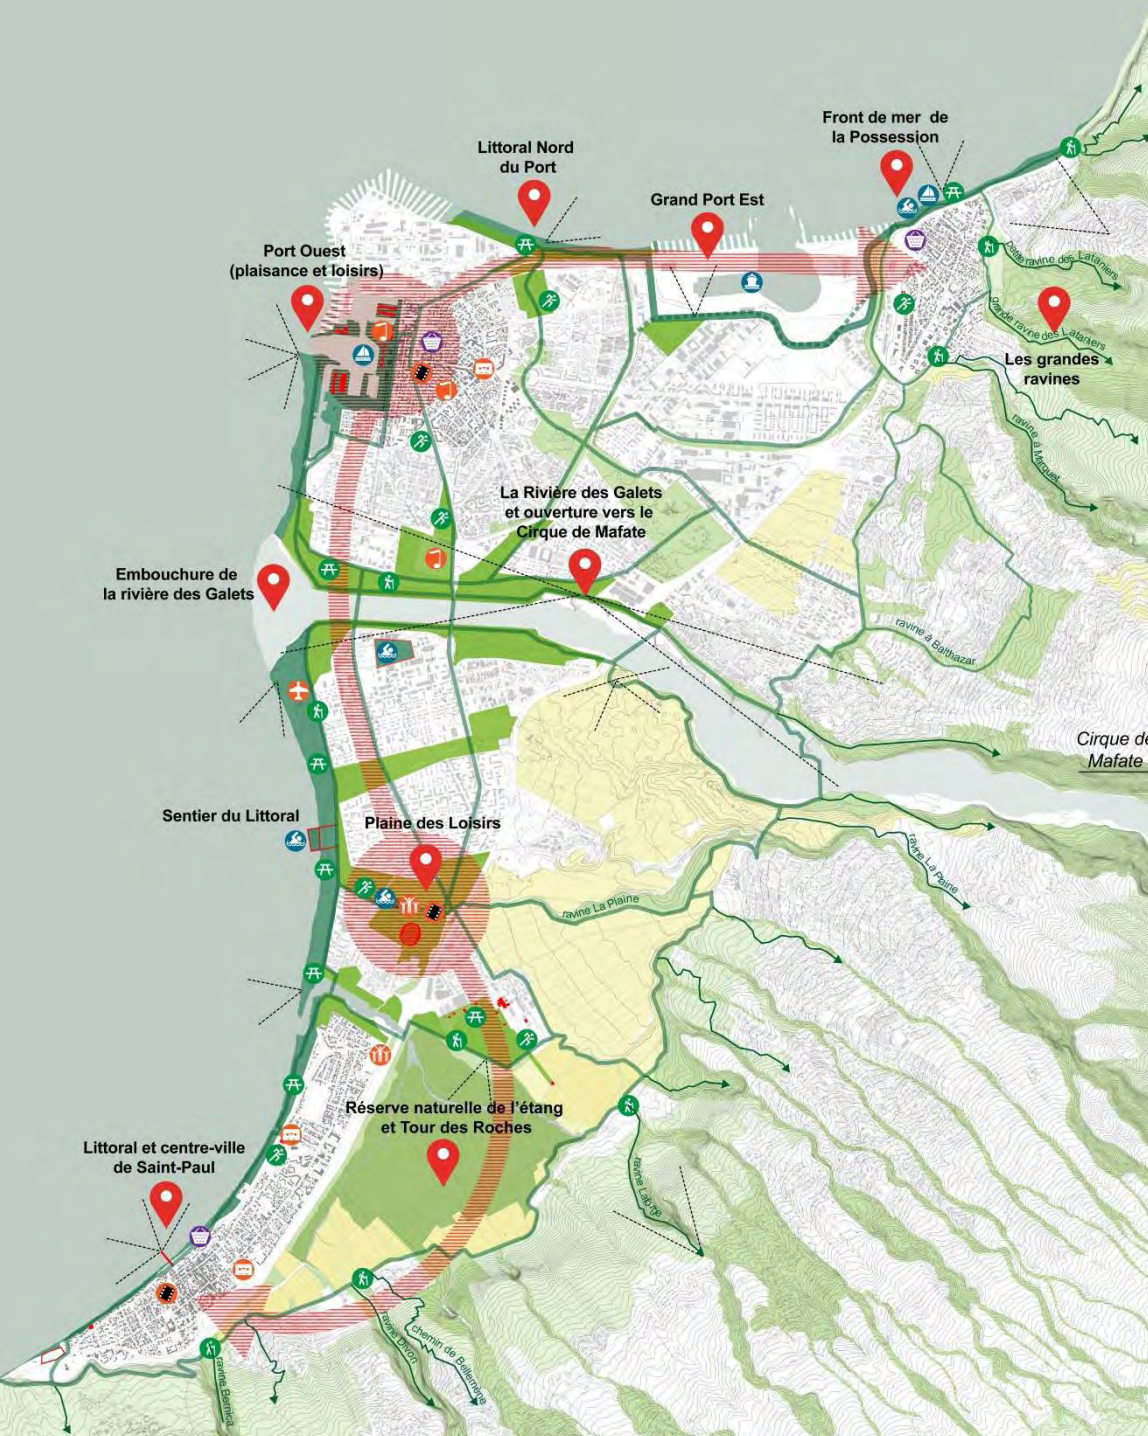 Front de mer de
la Possession
Littoral Nord
du Port
Grand Port Est
Port Ouest
(plaisance et loisirs)
petite ravine des Lataniers
grande ravine des Lataniers
Les grandes
ravines
ravine à Marquet
La Rivière des Galets
et ouverture vers le
Cirque de Mafate
Embouchure de
la rivière des Galets
ravine à Balthazar
Cirque de
Mafate
Sentier du Littoral
Plaine des Loisirs
ravine La Plaine
ravine La Plaine
Réserve naturelle de l'étang
et Tour des Roches
Littoral et centre-ville
de Saint-Paul
ravine Laforge
ravine Divon
chemin de Bellemène
ravine Bernica